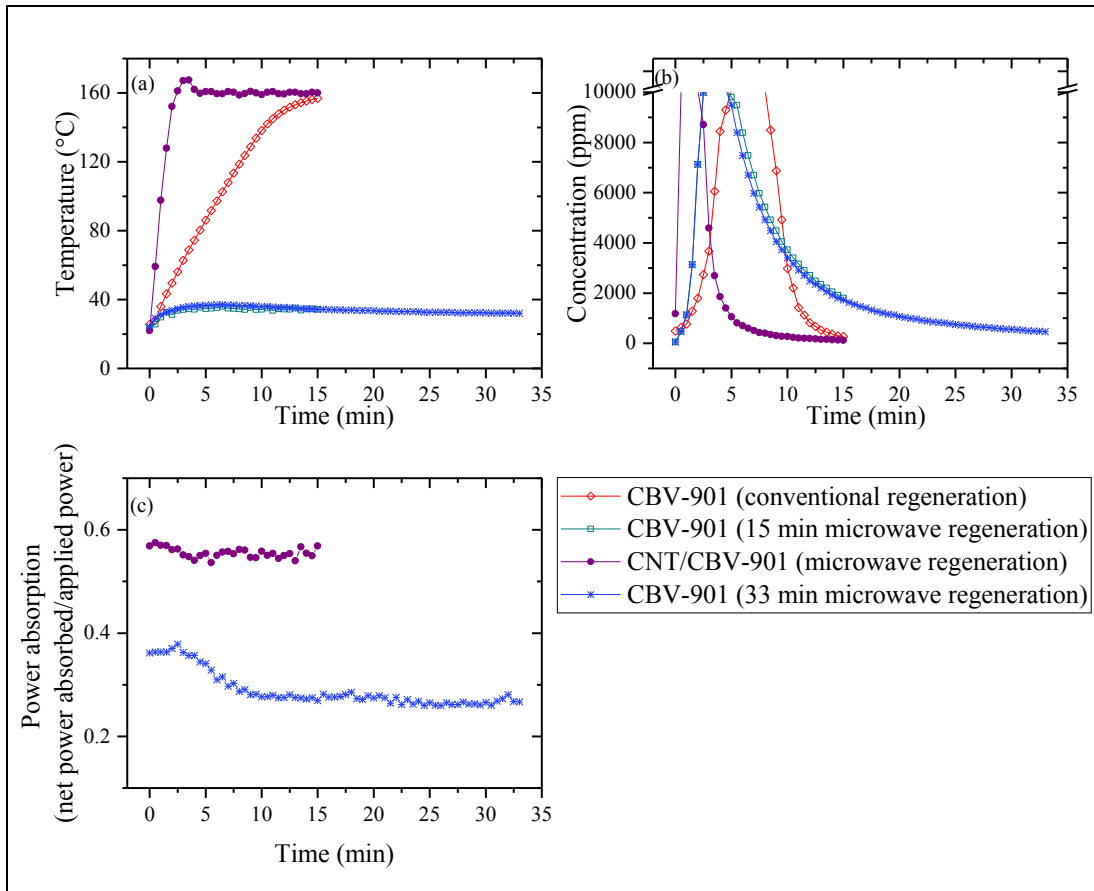 (a)
160
120
80
40
0
Temperature (°C)
0 5 10 15 20 25 30 35
Time (min)
(b)
10000
8000
6000
4000
2000
0
Concentration (ppm)
0 5 10 15 20 25 30 35
Time (min)
(c)
0.6
0.4
0.2
Power absorption
(net power absorbed/applied power)
0 5 10 15 20 25 30 35
Time (min)
CBV-901 (conventional regeneration)
CBV-901 (15 min microwave regeneration)
CNT/CBV-901 (microwave regeneration)
CBV-901 (33 min microwave regeneration)